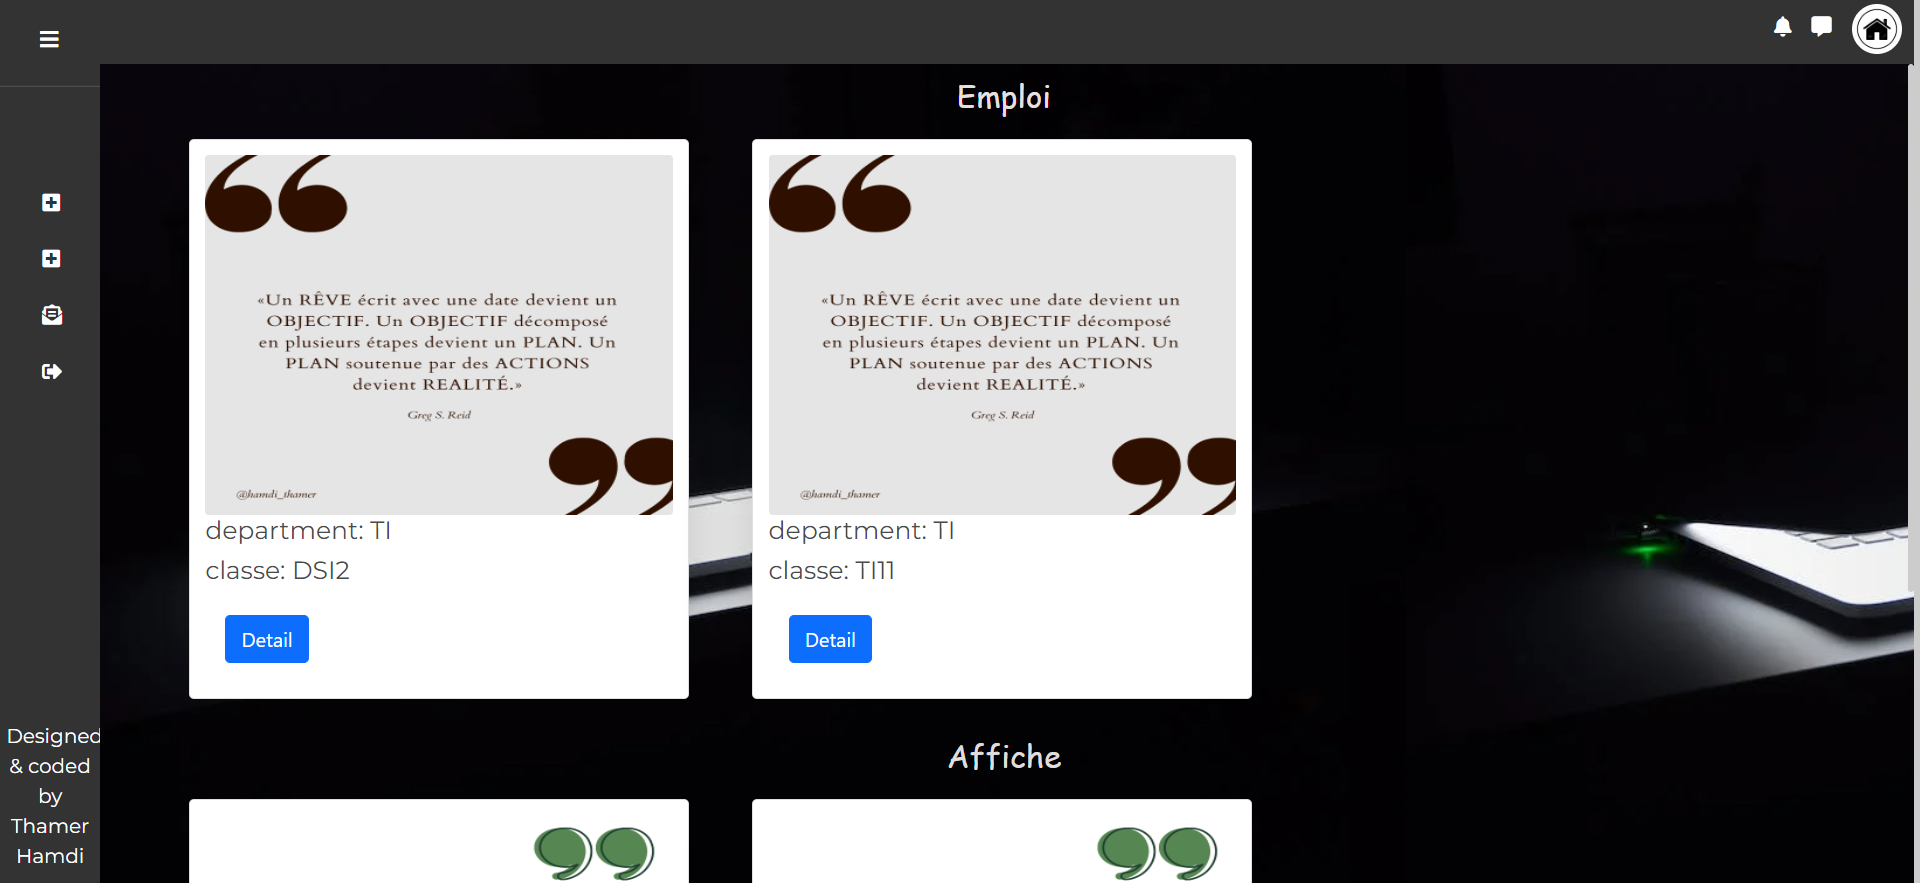 Emploi
«Un RÊVE écrit avec une date devient un
OBJECTIF. Un OBJECTIF décomposé
en plusieurs étapes devient un PLAN. Un
PLAN soutenue par des ACTIONS
devient REALITÉ.»
Greg S. Reid
@hamdi_thamer
department: TI
classe: DSI2
Detail
«Un RÊVE écrit avec une date devient un
OBJECTIF. Un OBJECTIF décomposé
en plusieurs étapes devient un PLAN. Un
PLAN soutenue par des ACTIONS
devient REALITÉ.»
Greg S. Reid
@hamdi_thamer
department: TI
classe: TI11
Detail
Affiche
Designed
& coded
by
Thamer
Hamdi